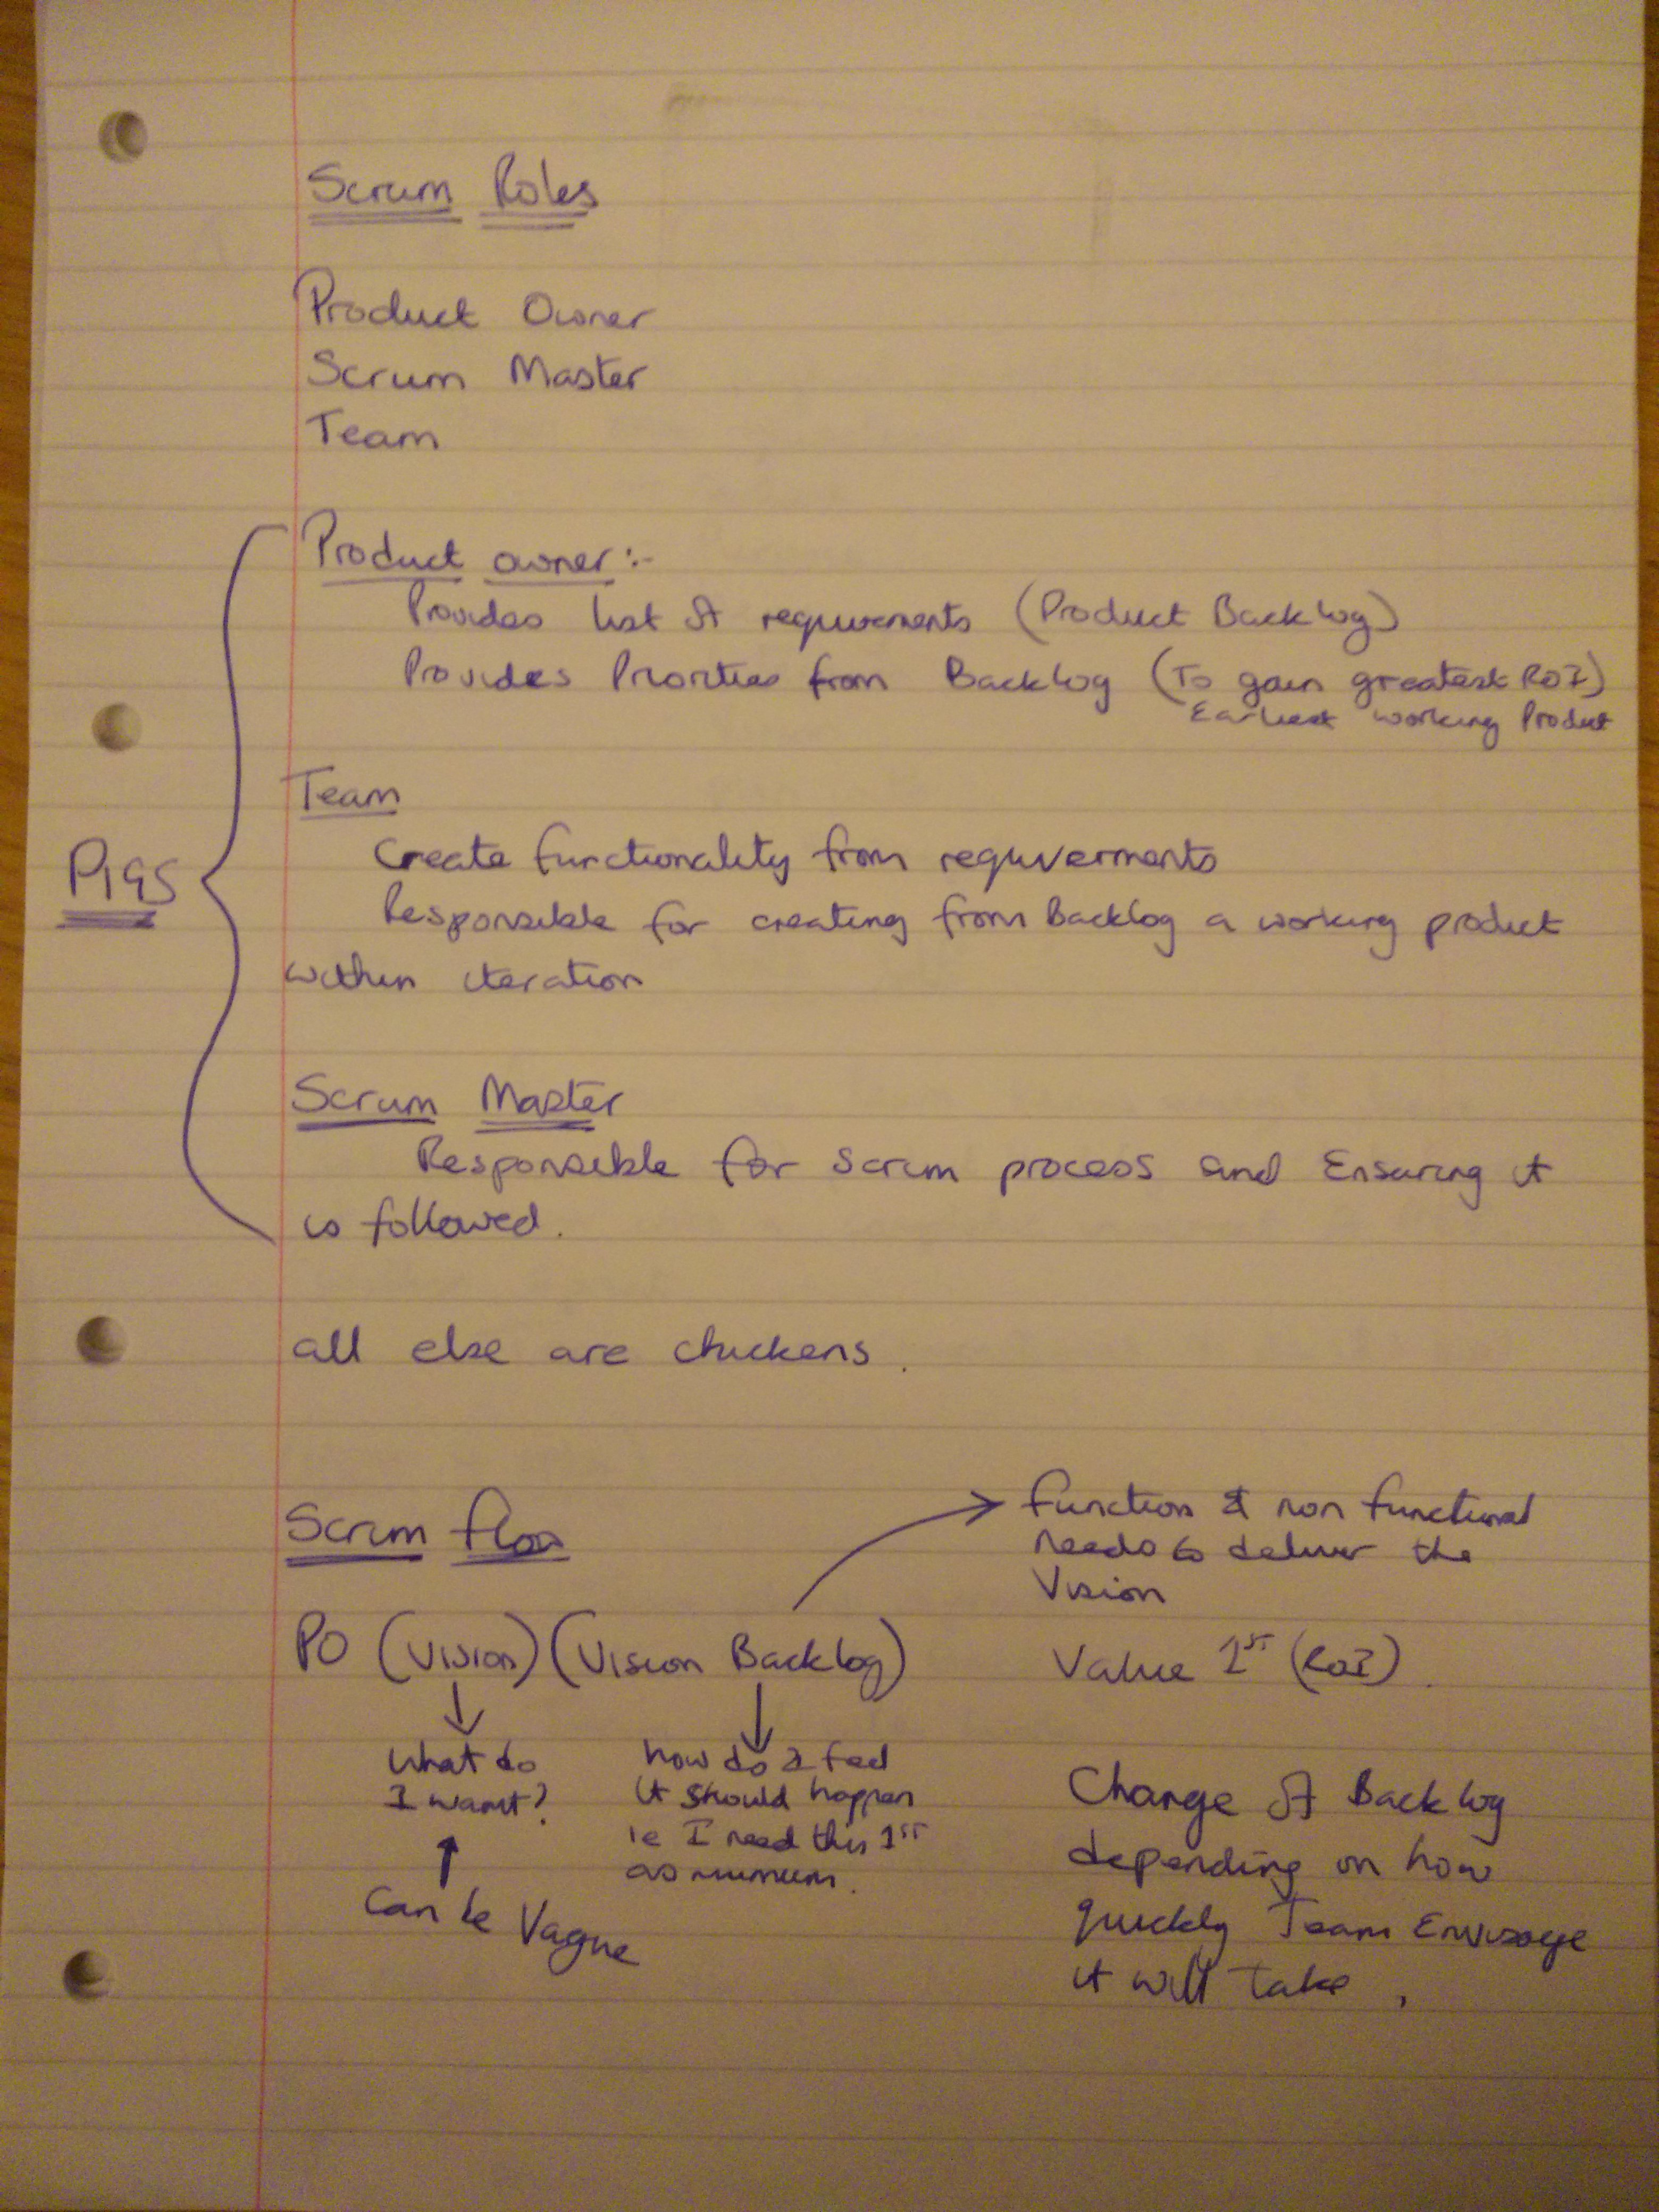 Scrum Roles
Product Owner
Scrum Master
Team
Product owner :-
Provides list of requirements (Product Backlog)
Provides Priorities from Backlog (To gain greatest ROI)
Earliest working Product
Team
Create functionality from requirements
PIGS
Responsible for creating from Backlog a working product
within iteration
Scrum Master
Responsible for Scrum process and Ensuring it
is followed.
all else are chickens.
Scrum flow
Functions & non functional
needs to deliver the
Vision
PO (Vision) (Vision Backlog)
Value 1st (ROI).
What do
I want?
Can be Vague
how do I feel
it should happen
ie I need this 1st
as minimum.
Change of Backlog
depending on how
quickly Team Envisage
it will take.